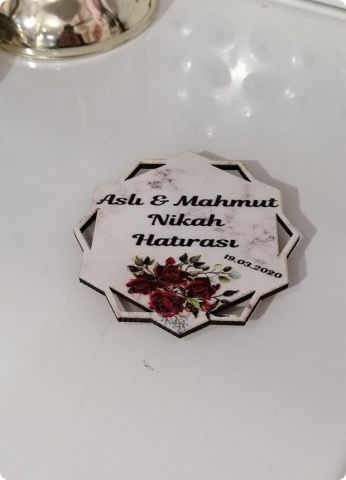 Aslı & Mahmut
Nikah
Hatırası
19.03.2020